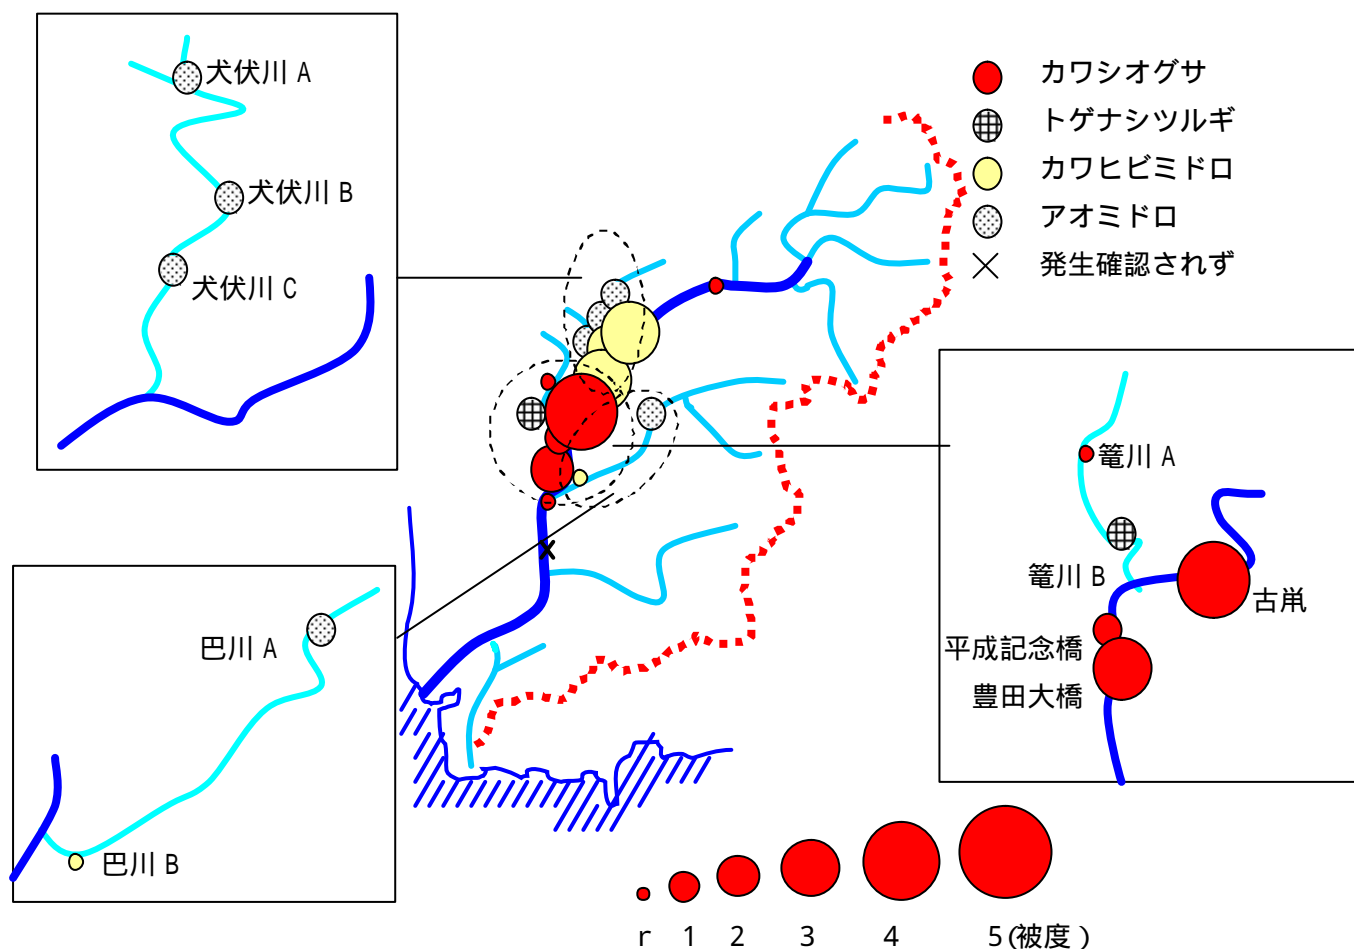 犬伏川 A
犬伏川 B
犬伏川 C
カワシオグサ
トゲナシツルギ
カワヒビミドロ
アオミドロ
発生確認されず
篭川 A
篭川 B
古鼡
平成記念橋
豊田大橋
巴川 A
巴川 B
r 1 2 3 4 5(被度)